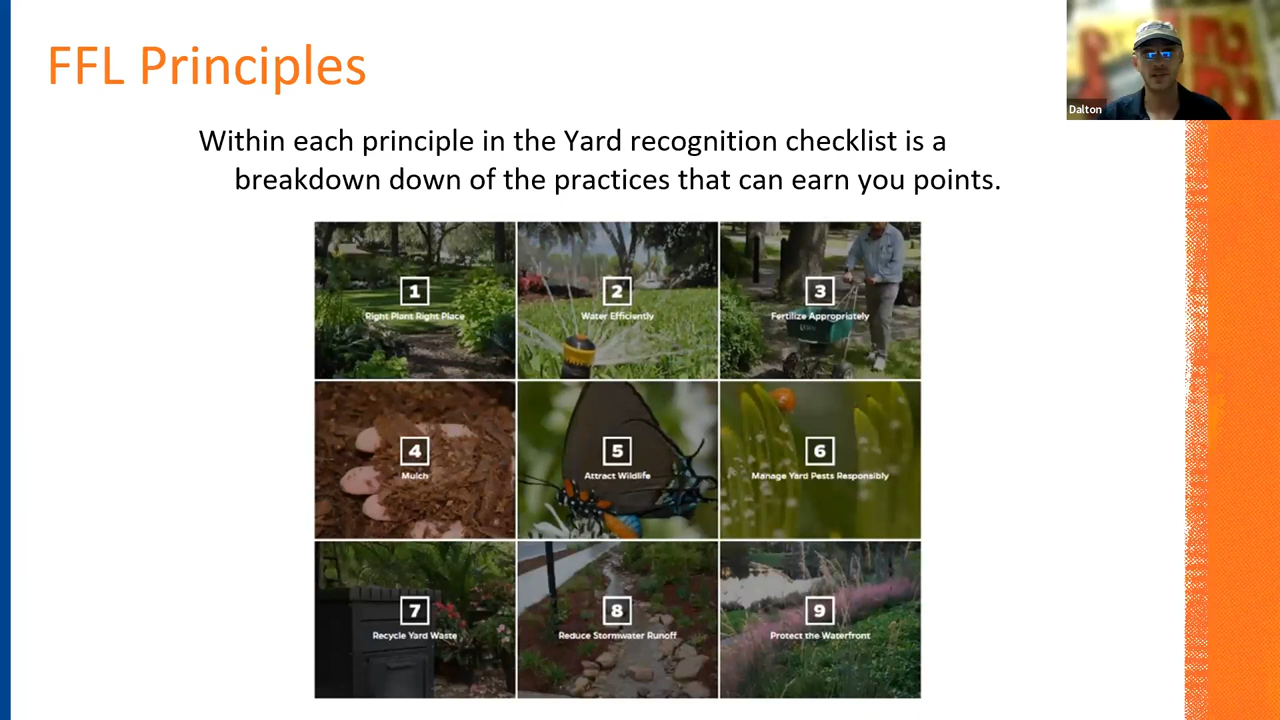 FFL Principles
Dalton
Within each principle in the Yard recognition checklist is a
breakdown down of the practices that can earn you points.
1
Right Plant Right Place
2
Water Efficiently
3
Fertilize Appropriately
4
Mulch
5
Attract Wildlife
6
Manage Yard Pests Responsibly
7
Recycle Yard Waste
8
Reduce Stormwater Runoff
9
Protect the Waterfront